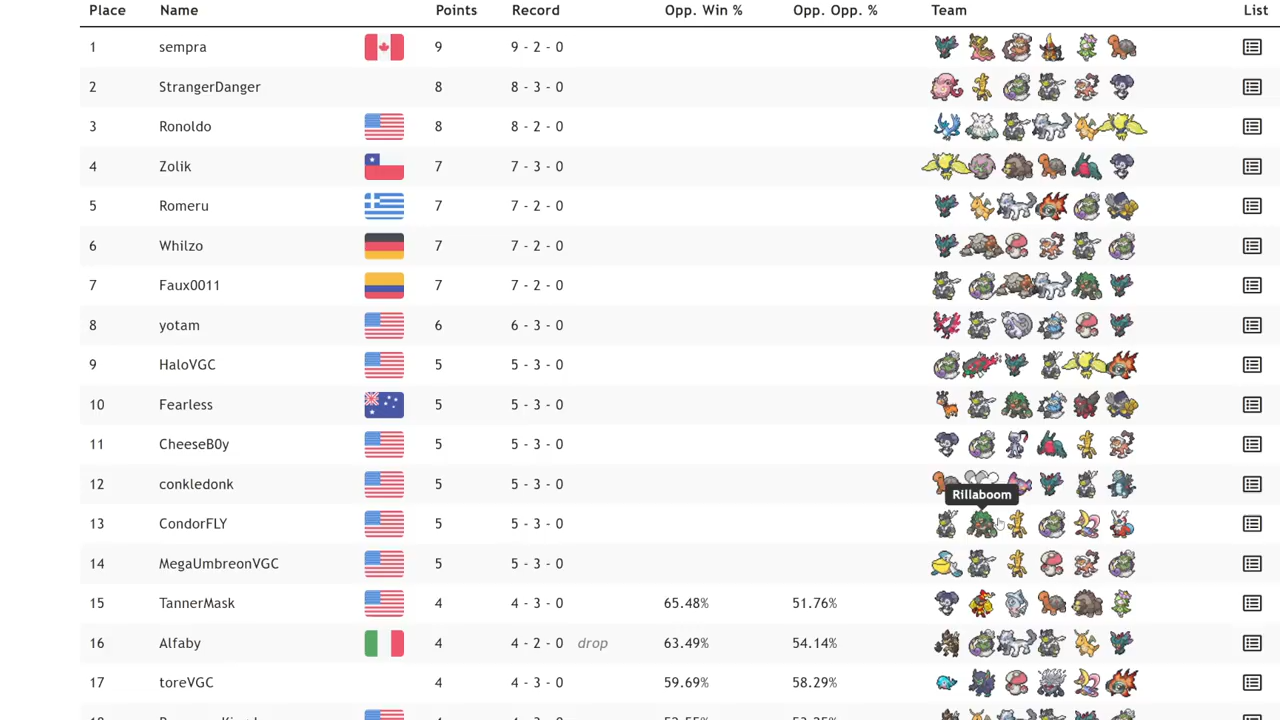 Place Name Points Record Opp. Win % Opp. Opp. % Team List
1 sempra 9 9 - 2 - 0
2 StrangerDanger 8 8 - 3 - 0
3 Ronoldo 8 8 - 2 - 0
4 Zolik 7 7 - 3 - 0
5 Romeru 7 7 - 2 - 0
6 Whilzo 7 7 - 2 - 0
7 Faux0011 7 7 - 2 - 0
8 yotam 6 6 - 3 - 0
9 HaloVGC 5 5 - 3 - 0
10 Fearless 5 5 - 3 - 0
11 CheeseB0y 5 5 - 3 - 0
12 conkledonk 5 5 - 3 - 0
Rillaboom
13 CondorFLY 5 5 - 3 - 0
14 MegaUmbreonVGC 5 5 - 3 - 0
15 TannerMask 4 4 - 3 - 0 65.48% 51.76%
16 Alfaby 4 4 - 2 - 0 drop 63.49% 54.14%
17 toreVGC 4 4 - 3 - 0 59.69% 58.29%